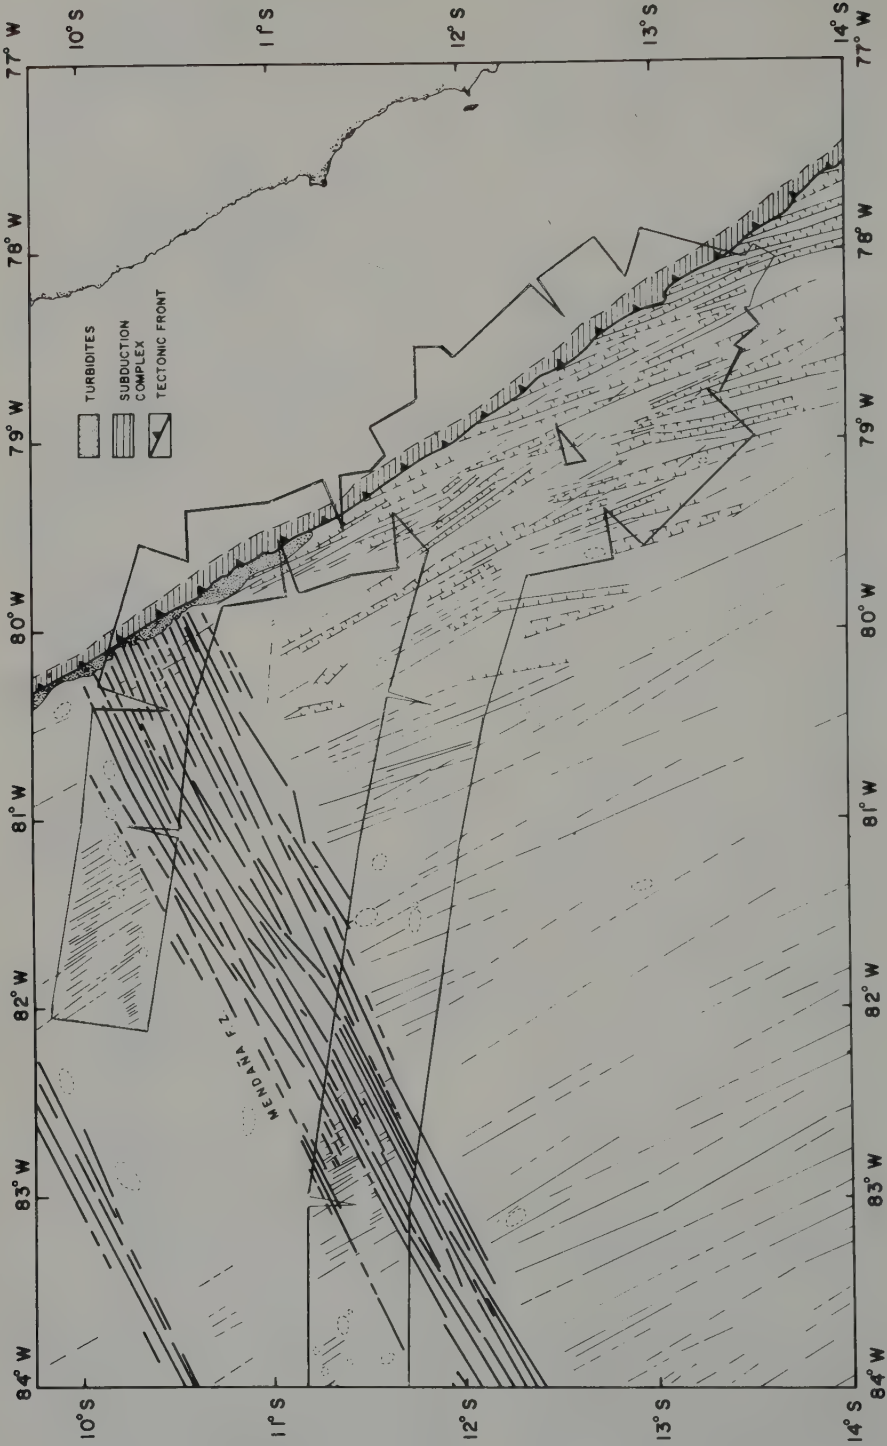 84° W
83° W
82° W
81° W
80° W
79° W
78° W
77° W
10° S
11° S
12° S
13° S
14° S
TURBIDITES
SUBDUCTION
COMPLEX
TECTONIC FRONT
MENDAÑA F.Z.
10° S
11° S
12° S
13° S
14° S
84° W
83° W
82° W
81° W
80° W
79° W
78° W
77° W